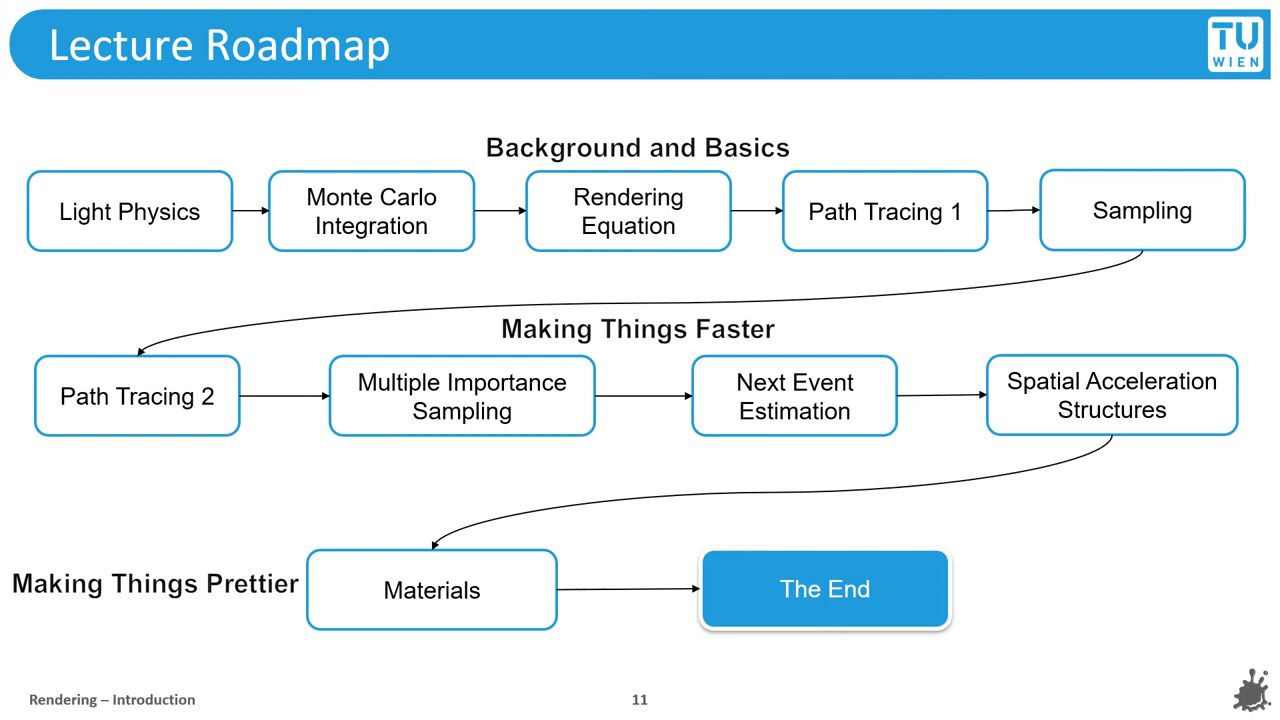 Lecture Roadmap
TU
WIEN
Background and Basics
Light Physics
Monte Carlo
Integration
Rendering
Equation
Path Tracing 1
Sampling
Making Things Faster
Path Tracing 2
Multiple Importance
Sampling
Next Event
Estimation
Spatial Acceleration
Structures
Making Things Prettier
Materials
The End
Rendering – Introduction
11